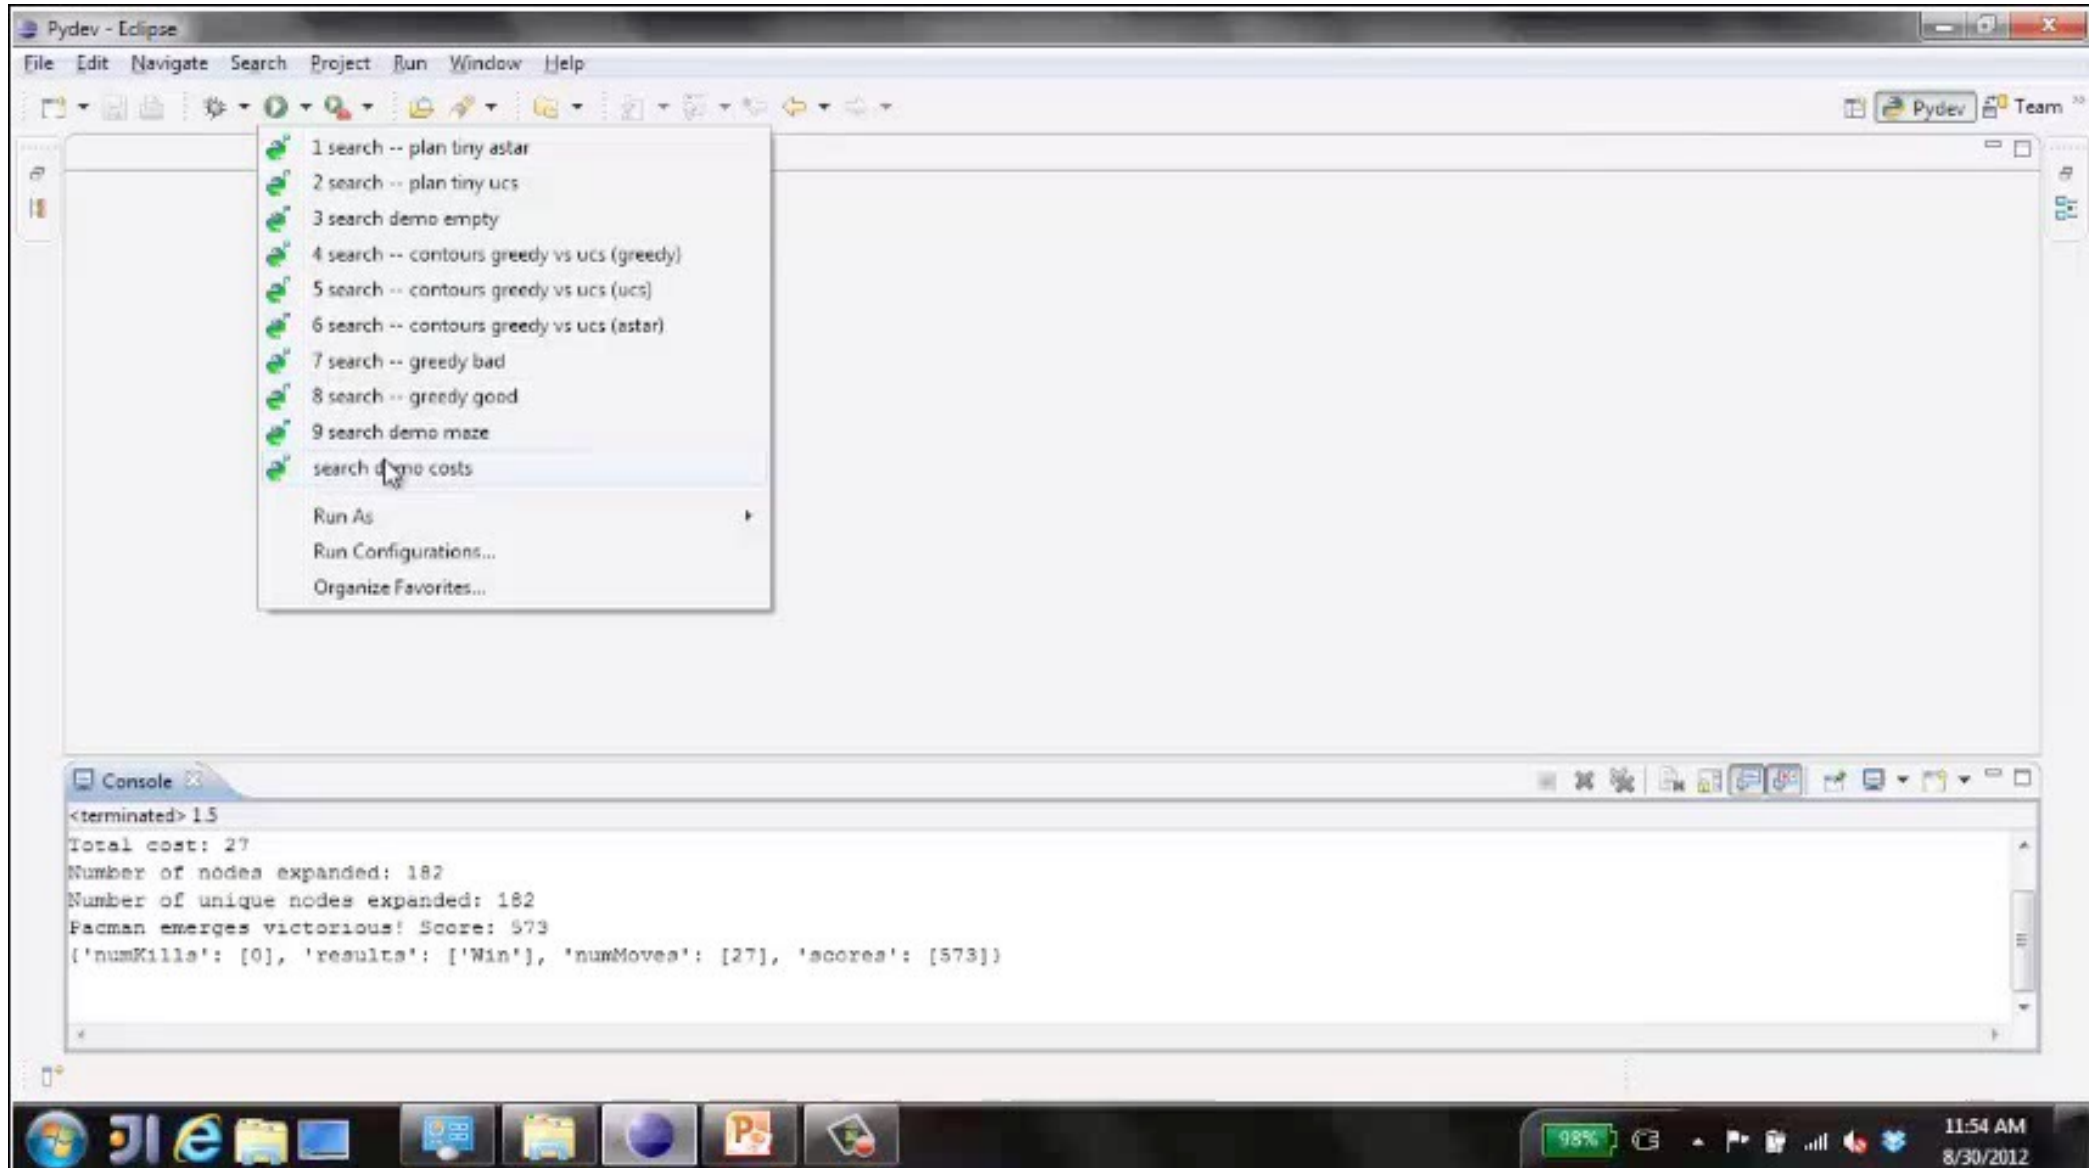 Pydev - Eclipse
File Edit Navigate Search Project Run Window Help
Pydev Team
1 search -- plan tiny astar
2 search -- plan tiny ucs
3 search demo empty
4 search -- contours greedy vs ucs (greedy)
5 search -- contours greedy vs ucs (ucs)
6 search -- contours greedy vs ucs (astar)
7 search -- greedy bad
8 search -- greedy good
9 search demo maze
search demo costs
Run As
Run Configurations...
Organize Favorites...
Console
<terminated> 1.5
Total cost: 27
Number of nodes expanded: 182
Number of unique nodes expanded: 182
Pacman emerges victorious! Score: 573
{'numKills': [0], 'results': ['Win'], 'numMoves': [27], 'scores': [573]}
98%
11:54 AM
8/30/2012